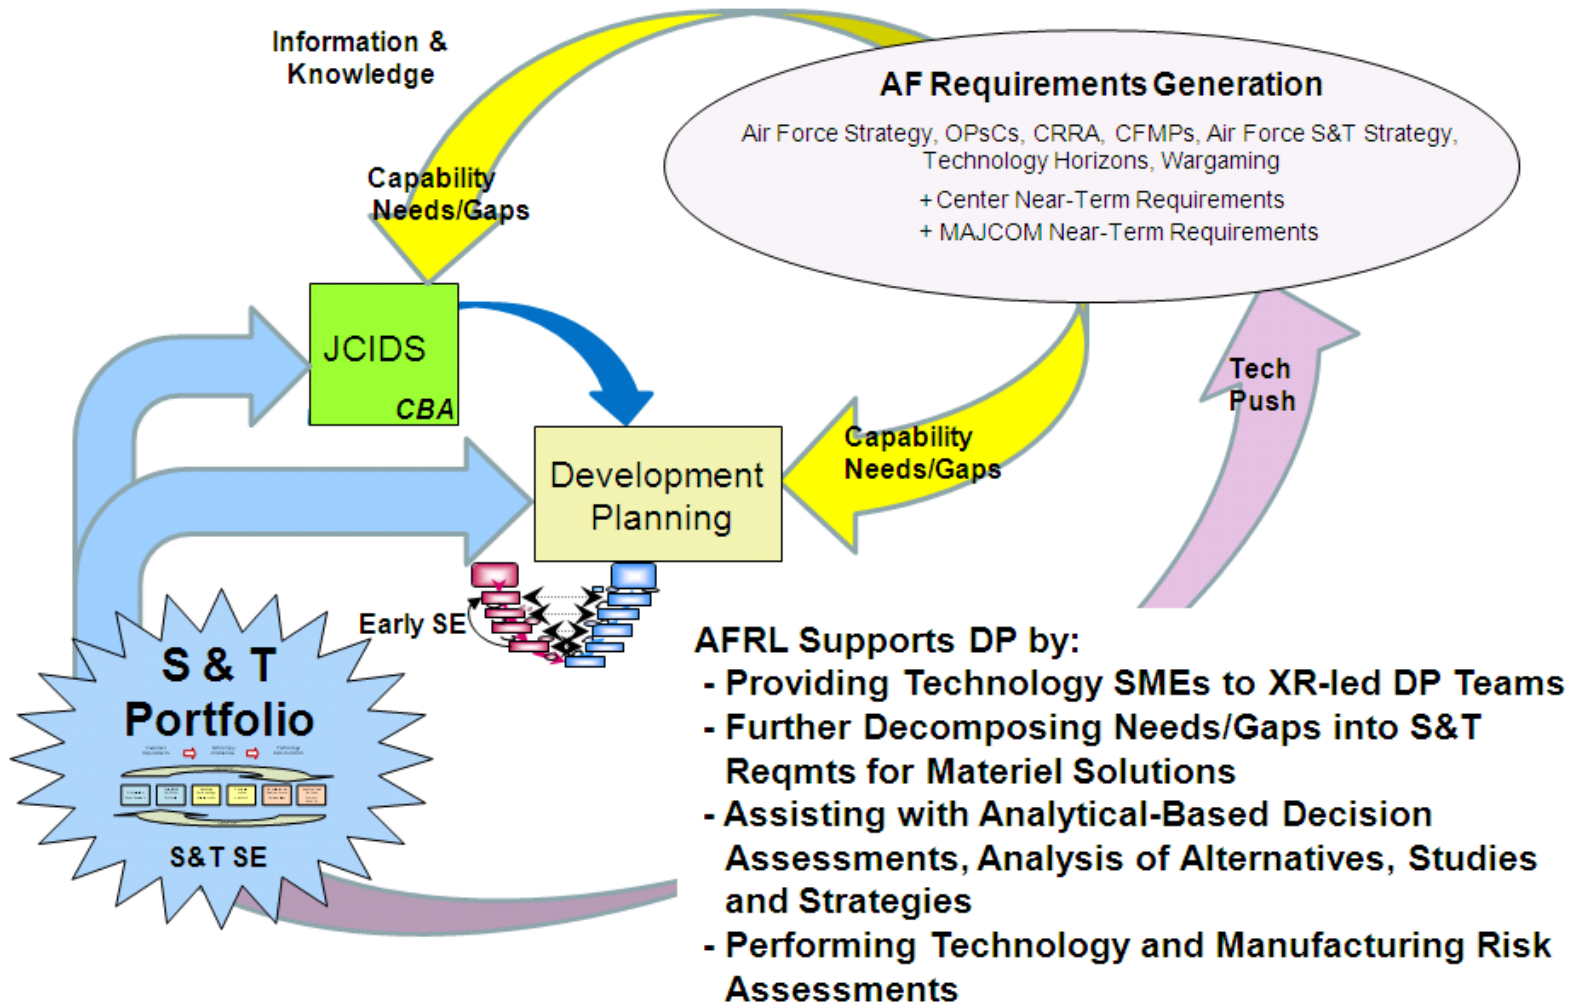 Information &
Knowledge
AF Requirements Generation
Air Force Strategy, OPsCs, CRRA, CFMPs, Air Force S&T Strategy,
Technology Horizons, Wargaming
+ Center Near-Term Requirements
+ MAJCOM Near-Term Requirements
Capability
Needs/Gaps
JCIDS
CBA
Tech
Push
Capability
Needs/Gaps
Development
Planning
Early SE
S & T
Portfolio
S&T SE
AFRL Supports DP by:
- Providing Technology SMEs to XR-led DP Teams
- Further Decomposing Needs/Gaps into S&T
Reqmts for Materiel Solutions
- Assisting with Analytical-Based Decision
Assessments, Analysis of Alternatives, Studies
and Strategies
- Performing Technology and Manufacturing Risk
Assessments